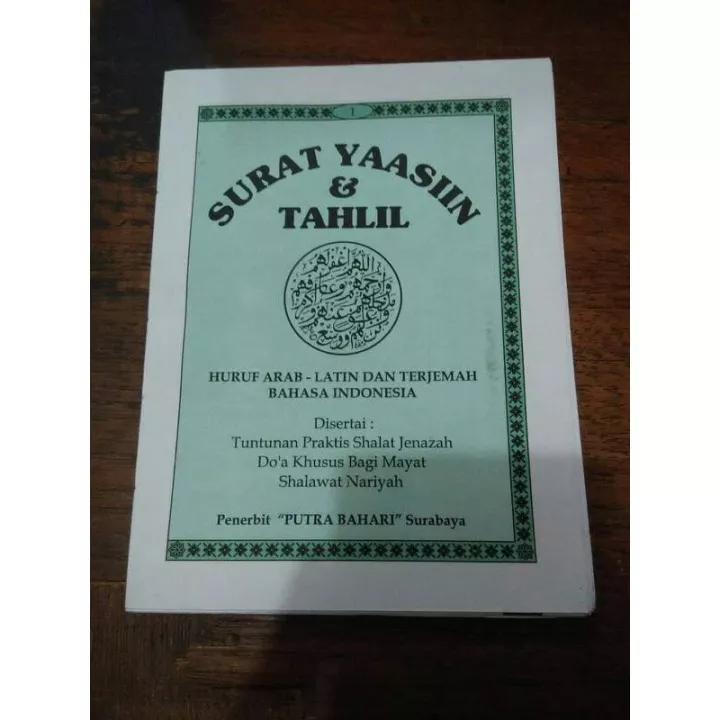 1
SURAT YAASIIN
&
TAHLIL
HURUF ARAB - LATIN DAN TERJEMAH
BAHASA INDONESIA
Disertai :
Tuntunan Praktis Shalat Jenazah
Do'a Khusus Bagi Mayat
Shalawat Nariyah
Penerbit "PUTRA BAHARI" Surabaya